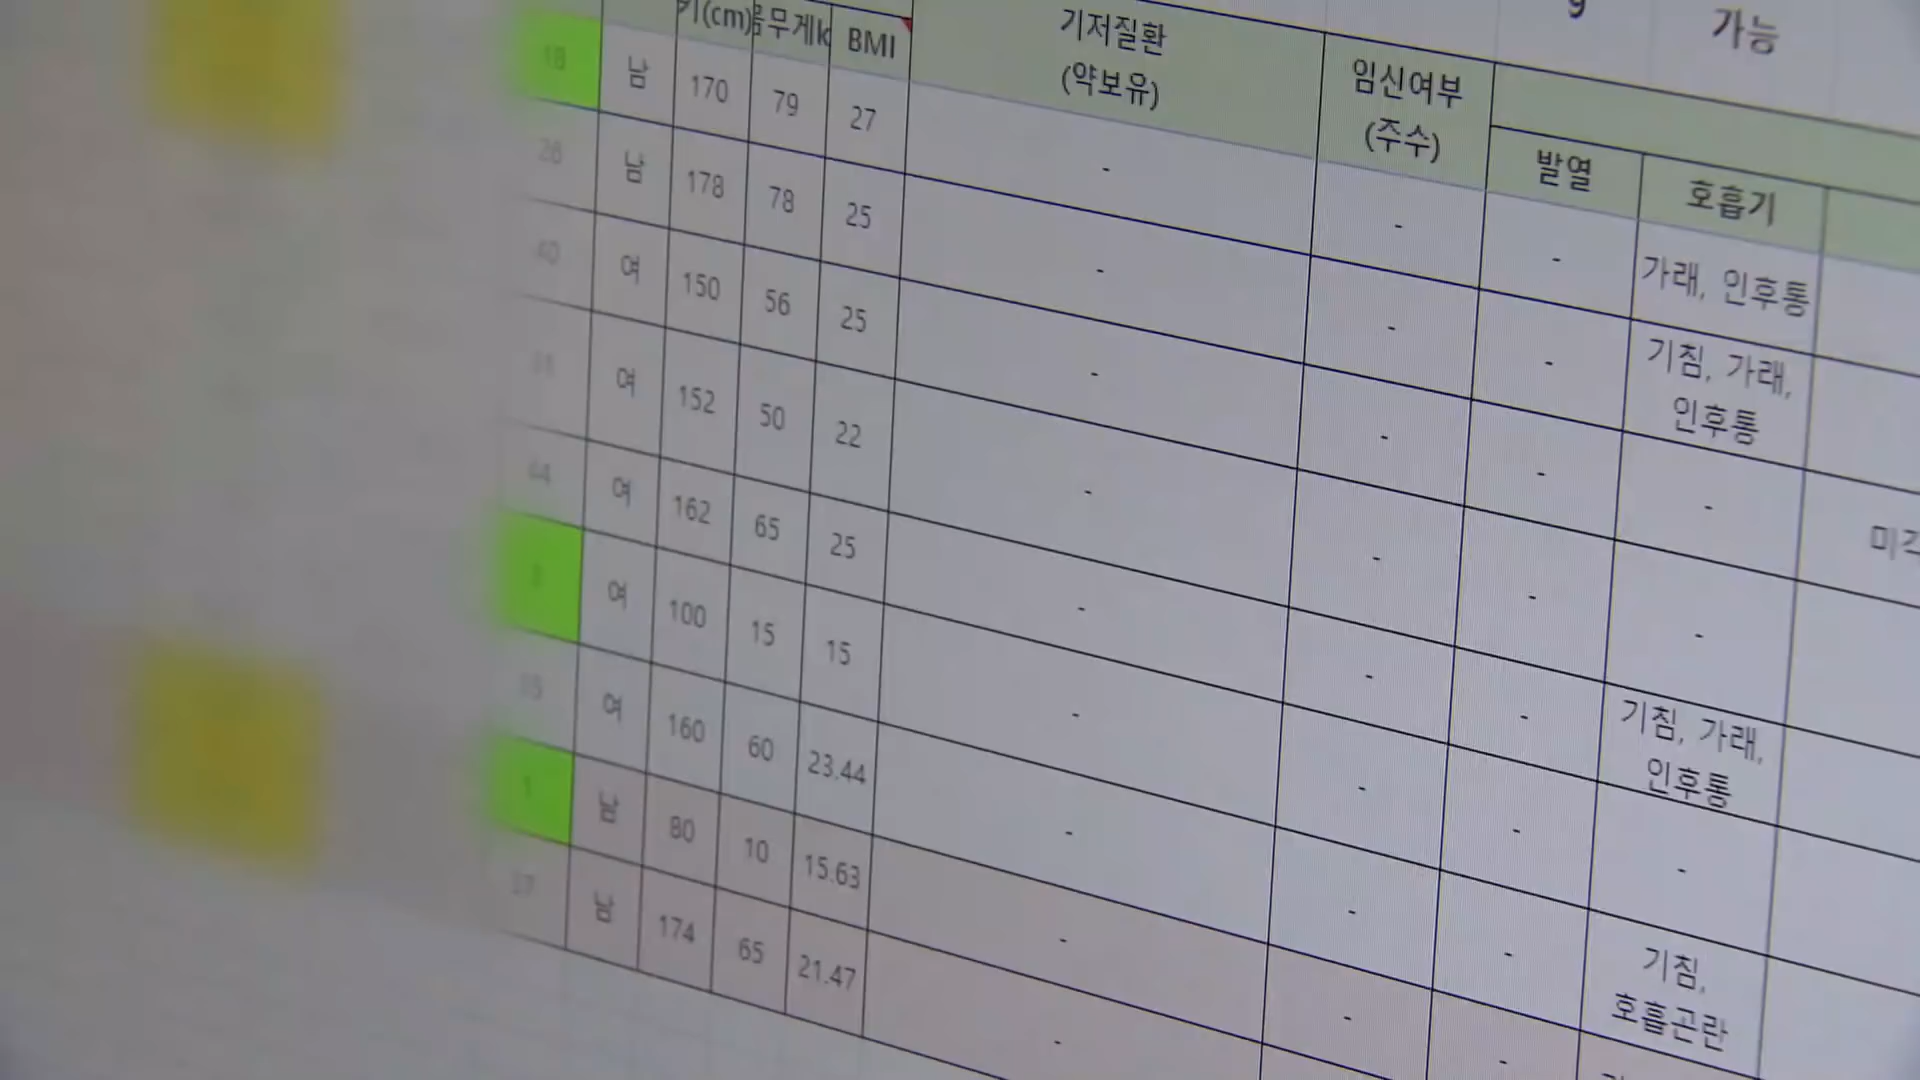 9 가능
키(cm) 몸무게k BMI 기저질환
(약보유) 임신여부
(주수) 발열 호흡기
남 170 79 27 - - - 가래, 인후통
남 178 78 25 - - - 기침, 가래,
인후통
여 150 56 25 - - - - 미각
여 152 50 22 - - - -
여 162 65 25 - - - 기침, 가래,
인후통
여 100 15 15 - - - -
여 160 60 23.44 - - - 기침,
호흡곤란
남 80 10 15.63 - - -
남 174 65 21.47 -